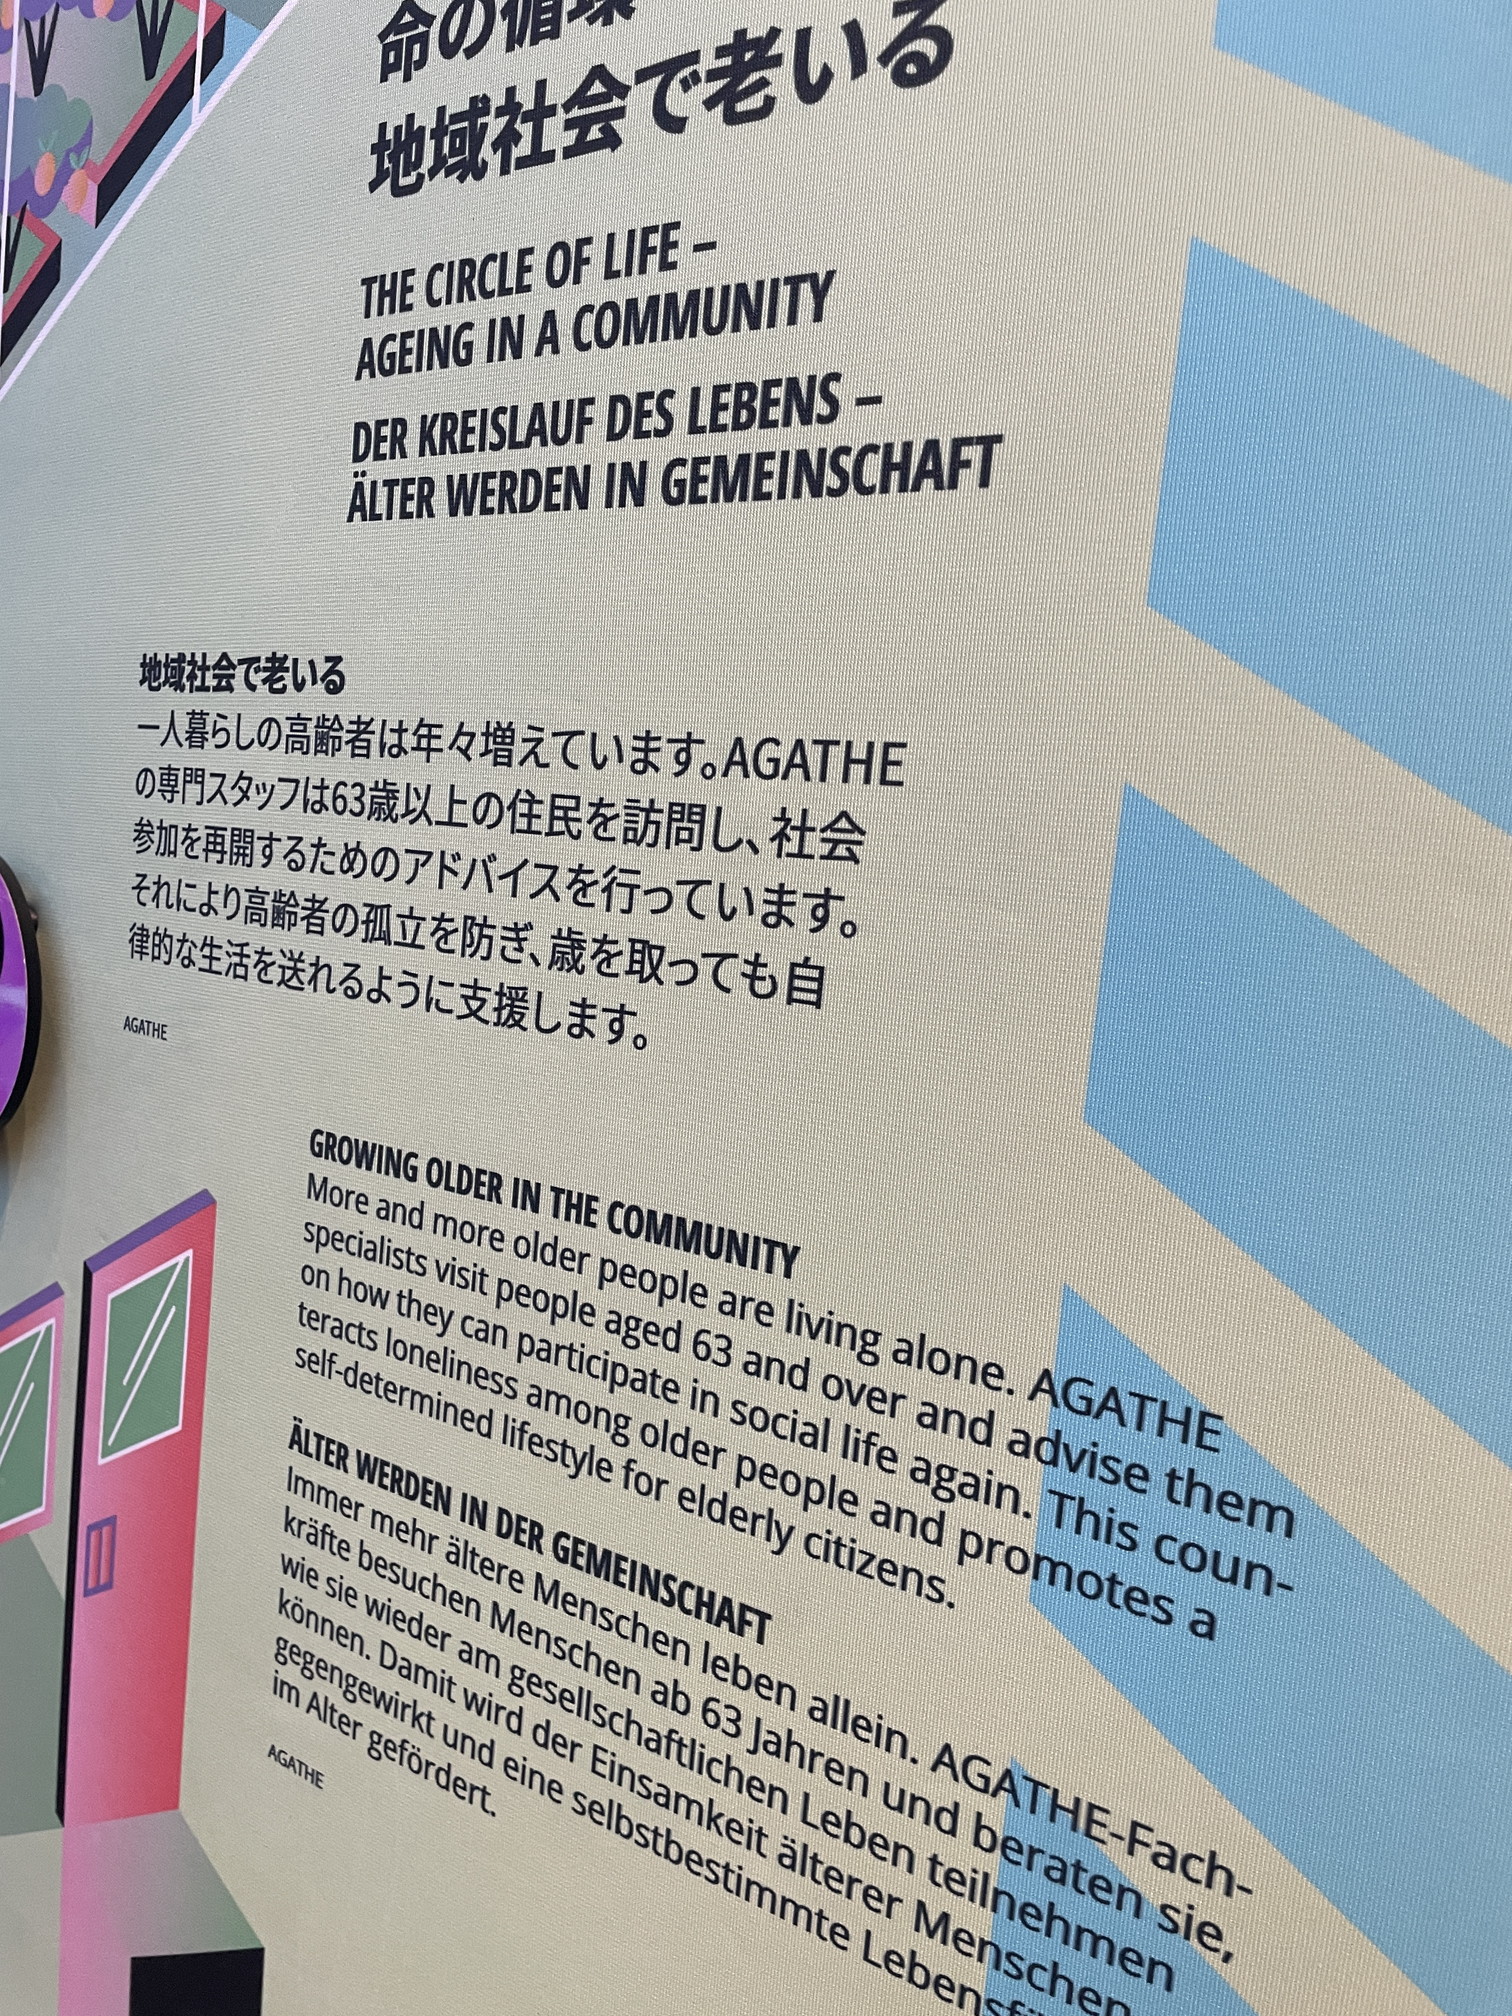 命の循環
地域社会で老いる
THE CIRCLE OF LIFE –
AGEING IN A COMMUNITY
DER KREISLAUF DES LEBENS –
ÄLTER WERDEN IN GEMEINSCHAFT
地域社会で老いる
一人暮らしの高齢者は年々増えています。AGATHE
の専門スタッフは63歳以上の住民を訪問し、社会
参加を再開するためのアドバイスを行っています。
それにより高齢者の孤立を防ぎ、歳を取っても自
律的な生活を送れるように支援します。
AGATHE
GROWING OLDER IN THE COMMUNITY
More and more older people are living alone. AGATHE
specialists visit people aged 63 and over and advise them
on how they can participate in social life again. This coun-
teracts loneliness among older people and promotes a
self-determined lifestyle for elderly citizens.
ÄLTER WERDEN IN DER GEMEINSCHAFT
Immer mehr ältere Menschen leben allein. AGATHE-Fach-
kräfte besuchen Menschen ab 63 Jahren und beraten sie,
wie sie wieder am gesellschaftlichen Leben teilnehmen
können. Damit wird der Einsamkeit älterer Menschen
gegengewirkt und eine selbstbestimmte
im Alter gefördert.
AGATHE